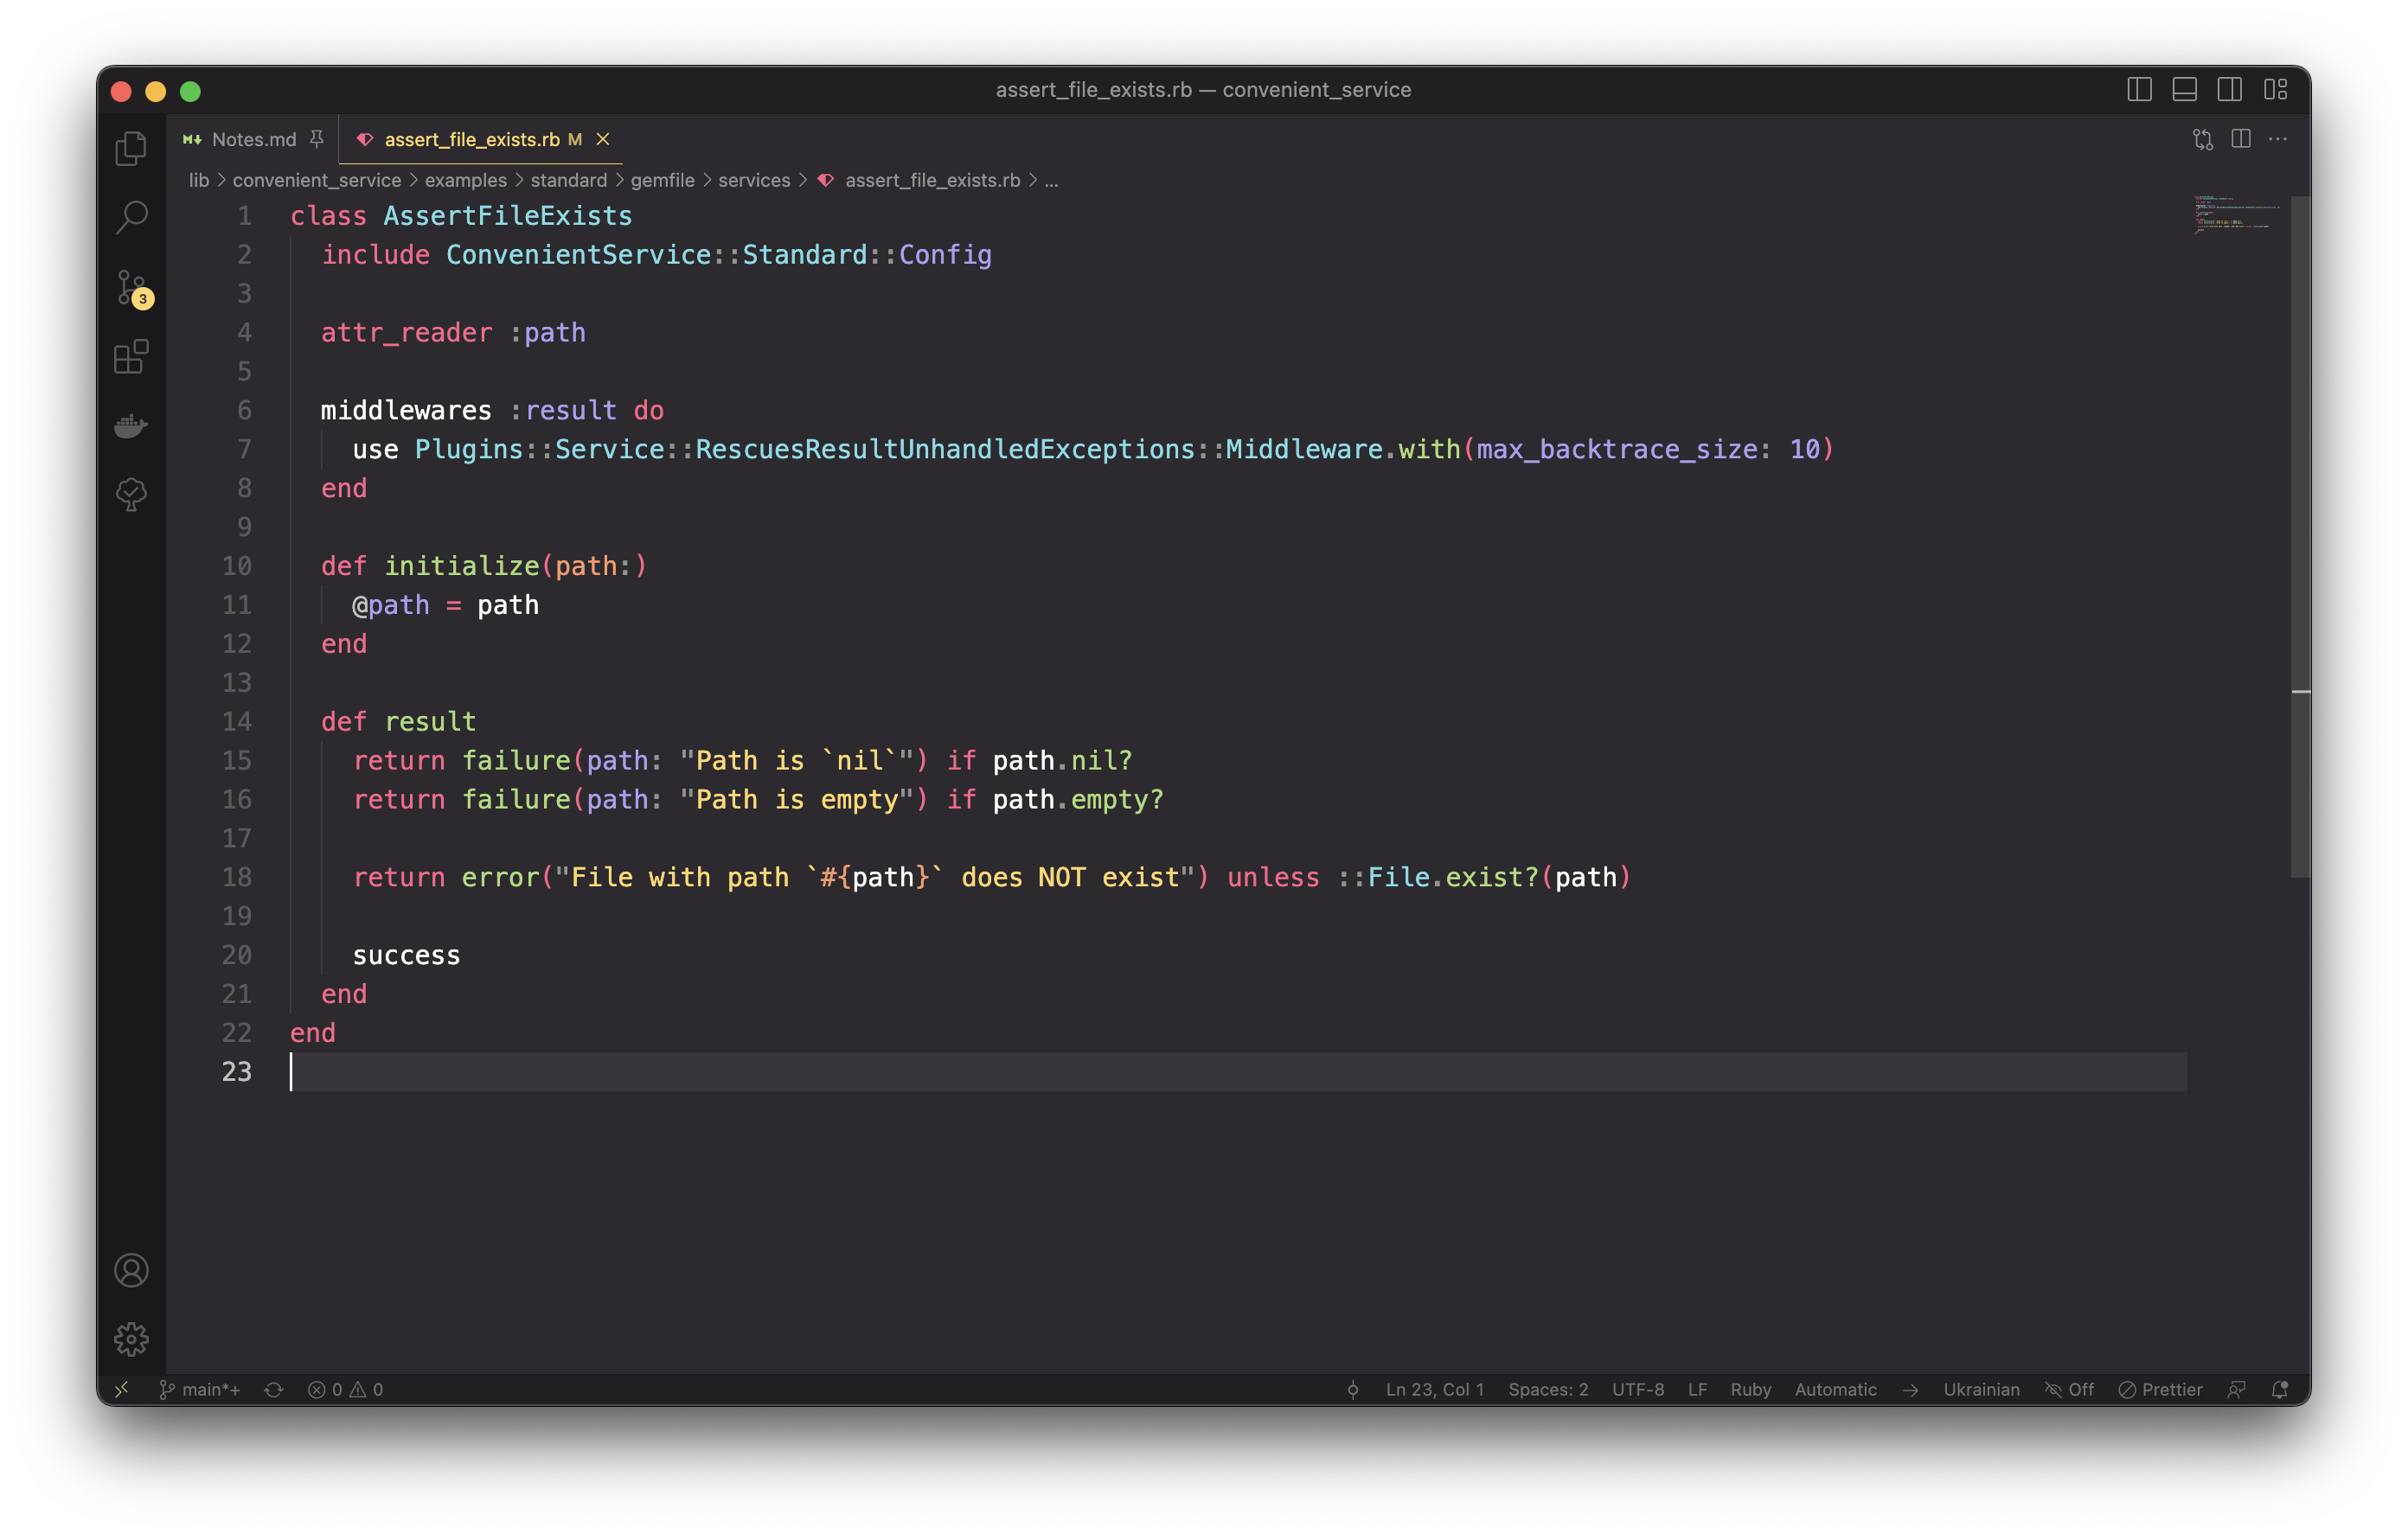 assert_file_exists.rb — convenient_service
Notes.md
assert_file_exists.rb M
lib > convenient_service > examples > standard > gemfile > services > assert_file_exists.rb > ...
1 class AssertFileExists
2   include ConvenientService::Standard::Config
3
4   attr_reader :path
5
6   middlewares :result do
7     use Plugins::Service::RescuesResultUnhandledExceptions::Middleware.with(max_backtrace_size: 10)
8   end
9
10   def initialize(path:)
11     @path = path
12   end
13
14   def result
15     return failure(path: "Path is `nil`") if path.nil?
16     return failure(path: "Path is empty") if path.empty?
17
18     return error("File with path `#{path}` does NOT exist") unless ::File.exist?(path)
19
20     success
21   end
22 end
23
3
main*+ 0 0 Ln 23, Col 1 Spaces: 2 UTF-8 LF Ruby Automatic Ukrainian Off Prettier